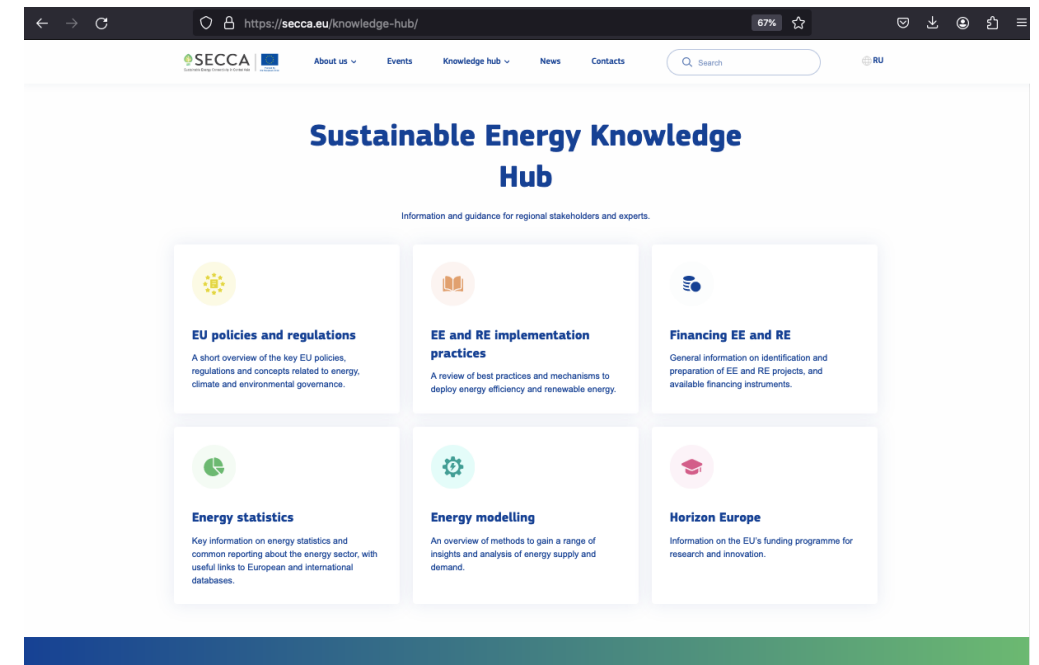 https://secca.eu/knowledge-hub/
67%
SECCA
About us
Events
Knowledge hub
News
Contacts
Search
RU
Sustainable Energy Knowledge
Hub
Information and guidance for regional stakeholders and experts.
EU policies and regulations
A short overview of the key EU policies,
regulations and concepts related to energy,
climate and environmental governance.
EE and RE implementation
practices
A review of best practices and mechanisms to
deploy energy efficiency and renewable energy.
Financing EE and RE
General information on identification and
preparation of EE and RE projects, and
available financing instruments.
Energy statistics
Key information on energy statistics and
common reporting about the energy sector, with
useful links to European and international
databases.
Energy modelling
An overview of methods to gain a range of
insights and analysis of energy supply and
demand.
Horizon Europe
Information on the EU's funding programme for
research and innovation.